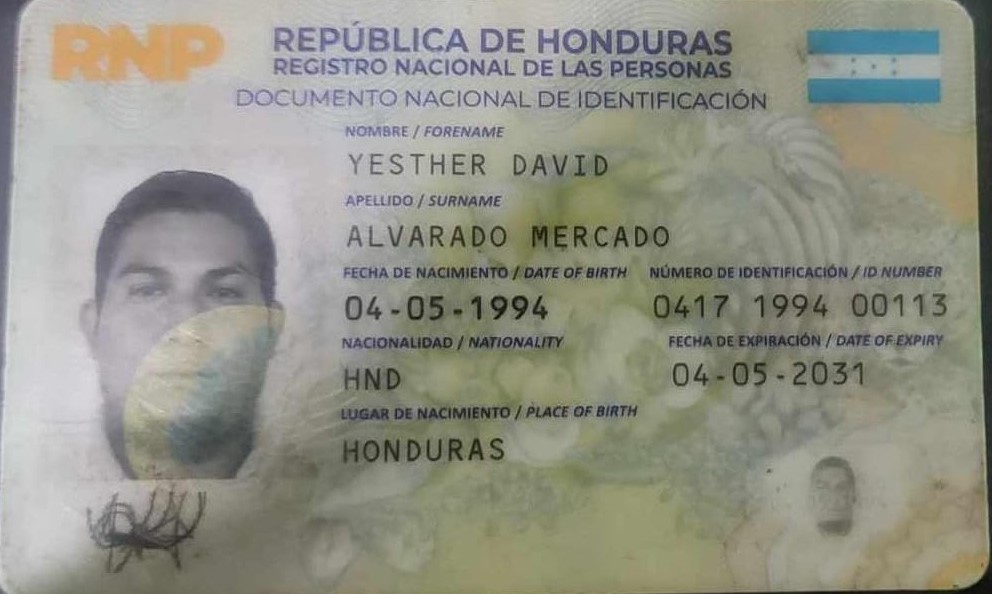 RNP
REPÚBLICA DE HONDURAS
REGISTRO NACIONAL DE LAS PERSONAS
DOCUMENTO NACIONAL DE IDENTIFICACIÓN
NOMBRE / FORENAME
YESTHER DAVID
APELLIDO / SURNAME
ALVARADO MERCADO
FECHA DE NACIMIENTO / DATE OF BIRTH NÚMERO DE IDENTIFICACIÓN / ID NUMBER
04-05-1994 0417 1994 00113
NACIONALIDAD / NATIONALITY FECHA DE EXPIRACIÓN / DATE OF EXPIRY
HND 04-05-2031
LUGAR DE NACIMIENTO / PLACE OF BIRTH
HONDURAS